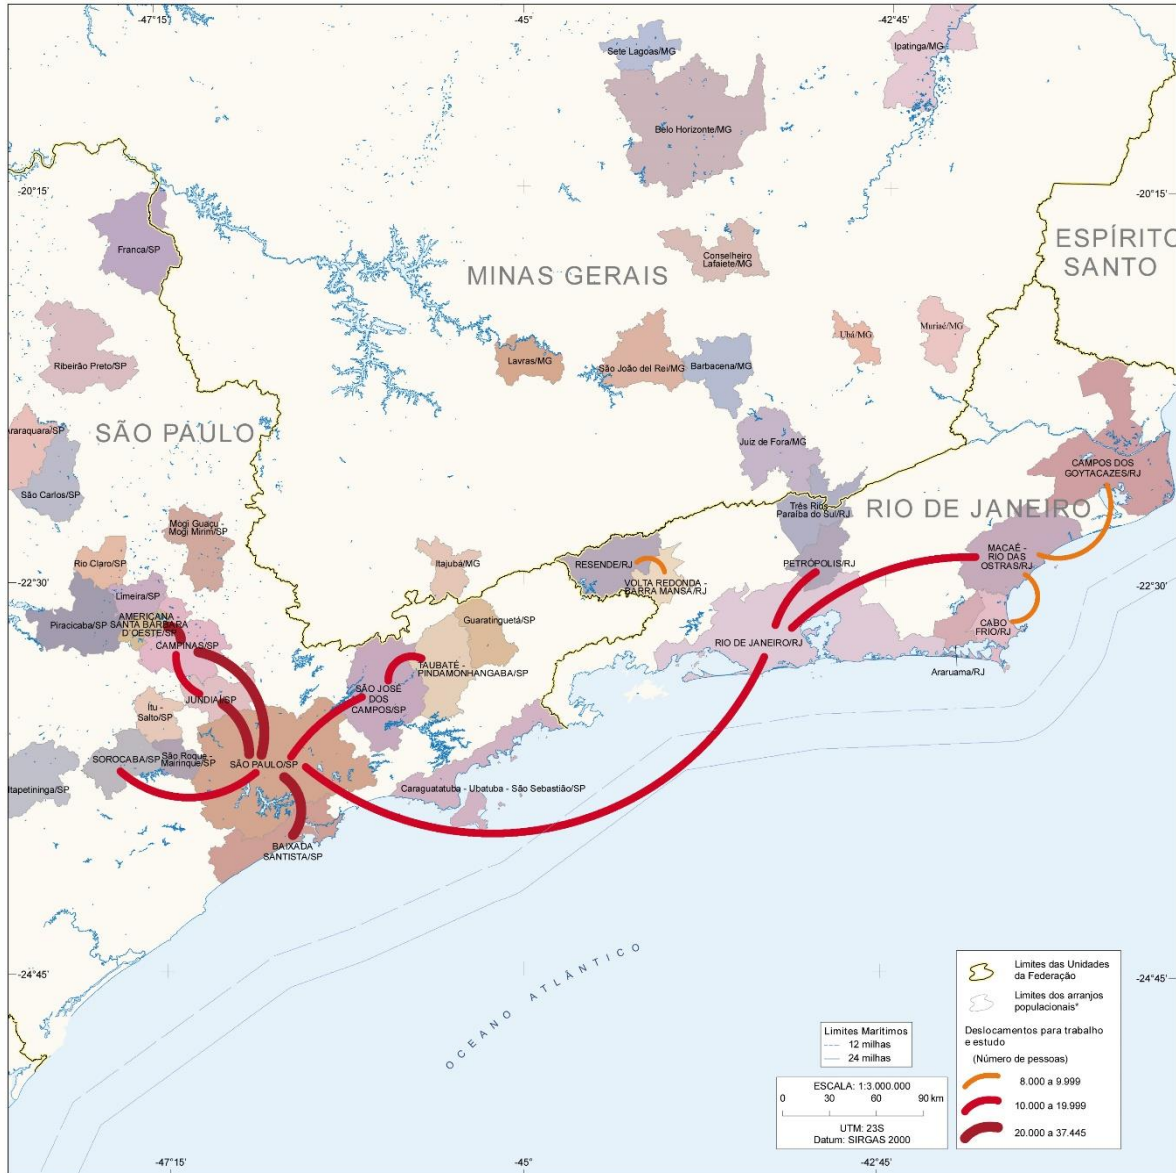 -47°15'
-45°
-42°45'
Sete Lagoas/MG
Ipatinga/MG
Belo Horizonte/MG
-20°15'
-20°15'
Franca/SP
Conselheiro
Lafaiete/MG
ESPÍRITO
SANTO
MINAS GERAIS
Ubá/MG
Muriaé/MG
Ribeirão Preto/SP
Lavras/MG
São João del Rei/MG
Barbacena/MG
Araraquara/SP
SÃO PAULO
Juiz de Fora/MG
São Carlos/SP
CAMPOS DOS
GOYTACAZES/RJ
Três Rios -
Paraíba do Sul/RJ
RIO DE JANEIRO
Mogi Guaçu -
Mogi Mirim/SP
Rio Claro/SP
Itajubá/MG
RESENDE/RJ
PETRÓPOLIS/RJ
MACAÉ -
RIO DAS
OSTRAS/RJ
-22°30'
-22°30'
VOLTA REDONDA -
BARRA MANSA/RJ
Limeira/SP
AMERICANA -
SANTA BÁRBARA
D'OESTE/SP
Piracicaba/SP
Guaratinguetá/SP
CABO
FRIO/RJ
CAMPINAS/SP
RIO DE JANEIRO/RJ
TAUBATÉ -
PINDAMONHANGABA/SP
Araruama/RJ
SÃO JOSÉ
DOS
CAMPOS/SP
JUNDIAÍ/SP
Itu -
Salto/SP
SOROCABA/SP
São Roque -
Mairinque/SP
SÃO PAULO/SP
Itapetininga/SP
Caraguatatuba - Ubatuba - São Sebastião/SP
BAIXADA
SANTISTA/SP
OCEANO ATLÂNTICO
-24°45'
-24°45'
Limites das Unidades
da Federação
Limites dos arranjos
populacionais*
Deslocamentos para trabalho
e estudo
(Número de pessoas)
8.000 a 9.999
10.000 a 19.999
20.000 a 37.445
Limites Marítimos
12 milhas
24 milhas
ESCALA: 1:3.000.000
0 30 60 90 km
UTM: 23S
Datum: SIRGAS 2000
-47°15'
-45°
-42°45'